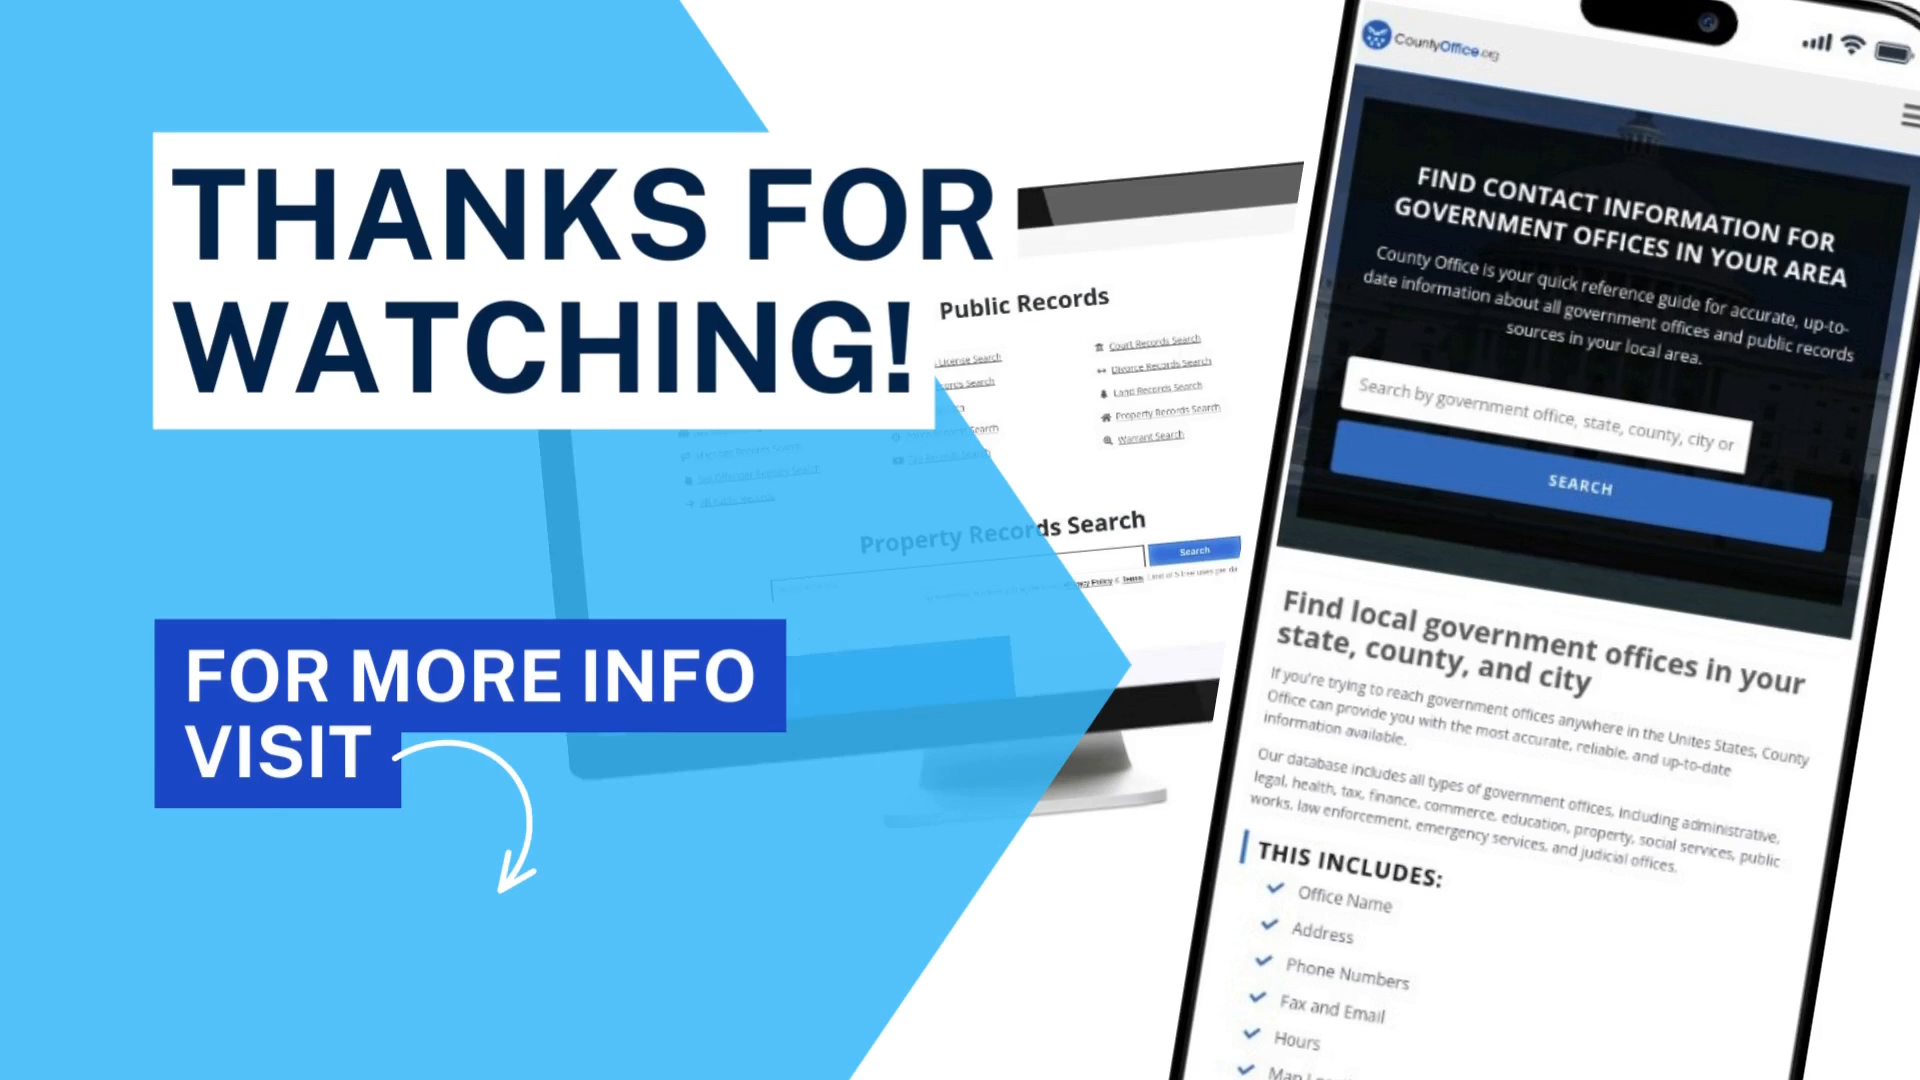 THANKS FOR
WATCHING!
FOR MORE INFO
VISIT
Public Records
License Search
Search
Search
Court Records Search
Divorce Records Search
Land Records Search
Property Records Search
Warrant Search
Property Records Search
Search
Policy & Terms
CountyOffice.org
FIND CONTACT INFORMATION FOR
GOVERNMENT OFFICES IN YOUR AREA
County Office is your quick reference guide for accurate, up-to-
date information about all government offices and public records
sources in your local area.
Search by government office, state, county, city or
SEARCH
Find local government offices in your
state, county, and city
If you're trying to reach government offices anywhere in the Unites States, County
Office can provide you with the most accurate, reliable, and up-to-date
information available.
Our database includes all types of government offices, including administrative,
legal, health, tax, finance, commerce, education, property, social services, public
works, law enforcement, emergency services, and judicial offices.
THIS INCLUDES:
Office Name
Address
Phone Numbers
Fax and Email
Hours